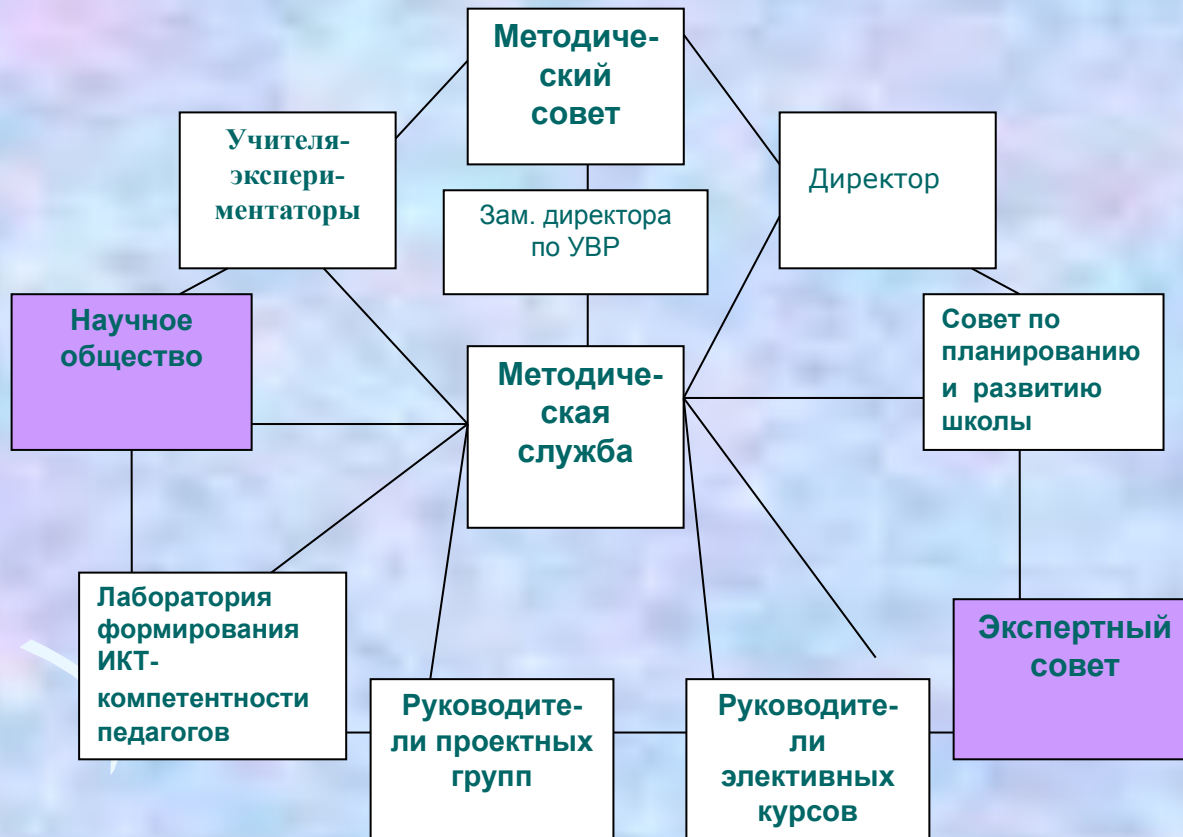 Методиче-
ский
совет
Учителя-
экспери-
ментаторы
Директор
Зам. директора
по УВР
Научное
общество
Совет по
планированию
и развитию
школы
Методиче-
ская
служба
Лаборатория
формирования
ИКТ-
компетентности
педагогов
Экспертный
совет
Руководите-
ли проектных
групп
Руководите-
ли
элективных
курсов